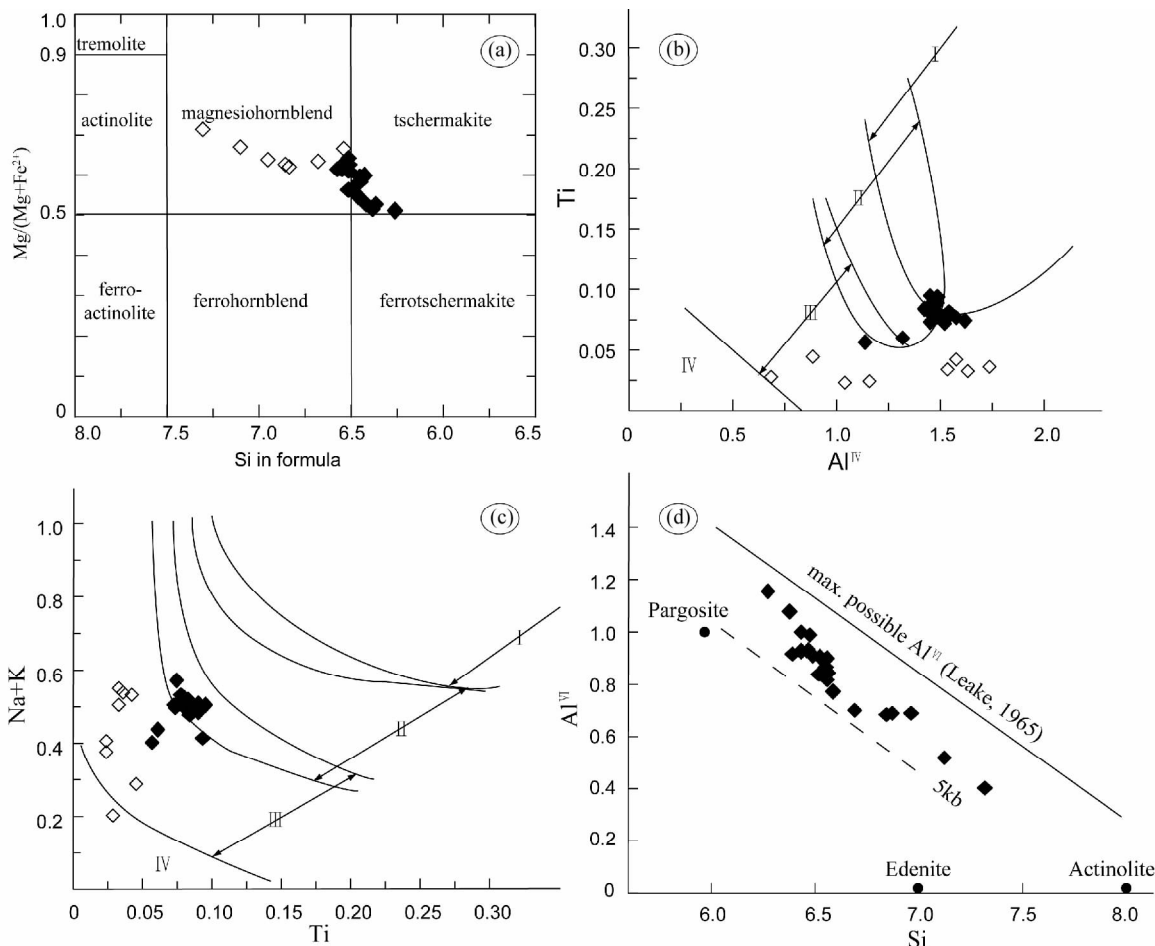 1.0
0.9
0.5
0
Mg/(Mg+Fe²⁺)
(a)
tremolite
actinolite
magnesiohornblend
tschermakite
ferro-
actinolite
ferrohornblend
ferrotschermakite
8.0 7.5 7.0 6.5 6.0 6.5
Si in formula
(b)
Ti
0.30
0.25
0.20
0.15
0.10
0.05
I
II
III
IV
0 0.5 1.0 1.5 2.0
Al^IV
(c)
Na+K
1.0
0.8
0.6
0.4
0.2
I
II
III
IV
0 0.05 0.10 0.15 0.20 0.25 0.30
Ti
(d)
Al^VI
1.4
1.2
1.0
0.8
0.6
0.4
0.2
0
max. possible Al^VI (Leake, 1965)
Pargosite
5kb
Edenite
Actinolite
6.0 6.5 7.0 7.5 8.0
Si